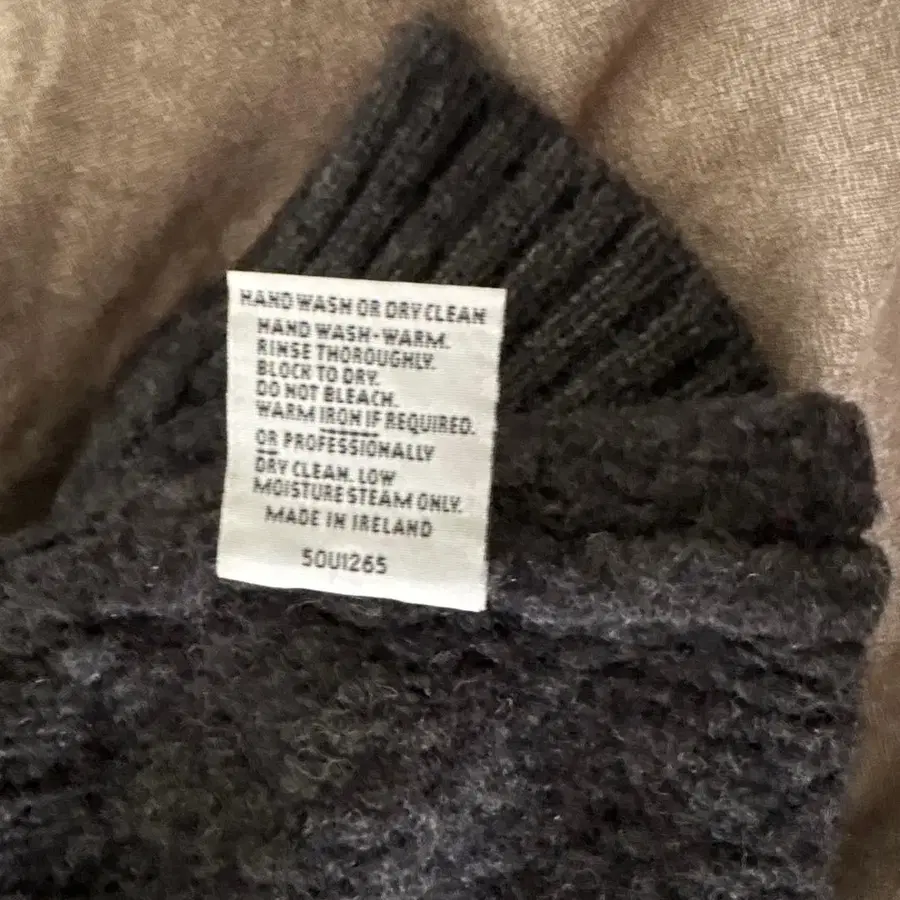 HAND WASH OR DRY CLEAN
HAND WASH-WARM.
RINSE THOROUGHLY.
BLOCK TO DRY.
DO NOT BLEACH.
WARM IRON IF REQUIRED.
OR PROFESSIONALLY
DRY CLEAN. LOW
MOISTURE STEAM ONLY.
MADE IN IRELAND
SOU1265